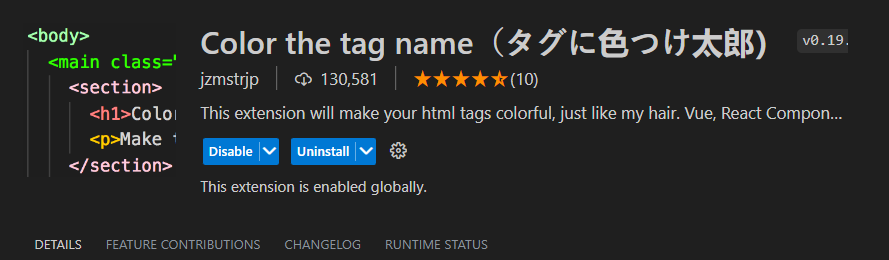 <body>
<main class="
<section>
<h1>Color
<p>Make t
</section>
Color the tag name（タグに色つけ太郎) v0.19.
jzmstrjp 130,581 (10)
This extension will make your html tags colorful, just like my hair. Vue, React Compon...
Disable Uninstall
This extension is enabled globally.
DETAILS FEATURE CONTRIBUTIONS CHANGELOG RUNTIME STATUS